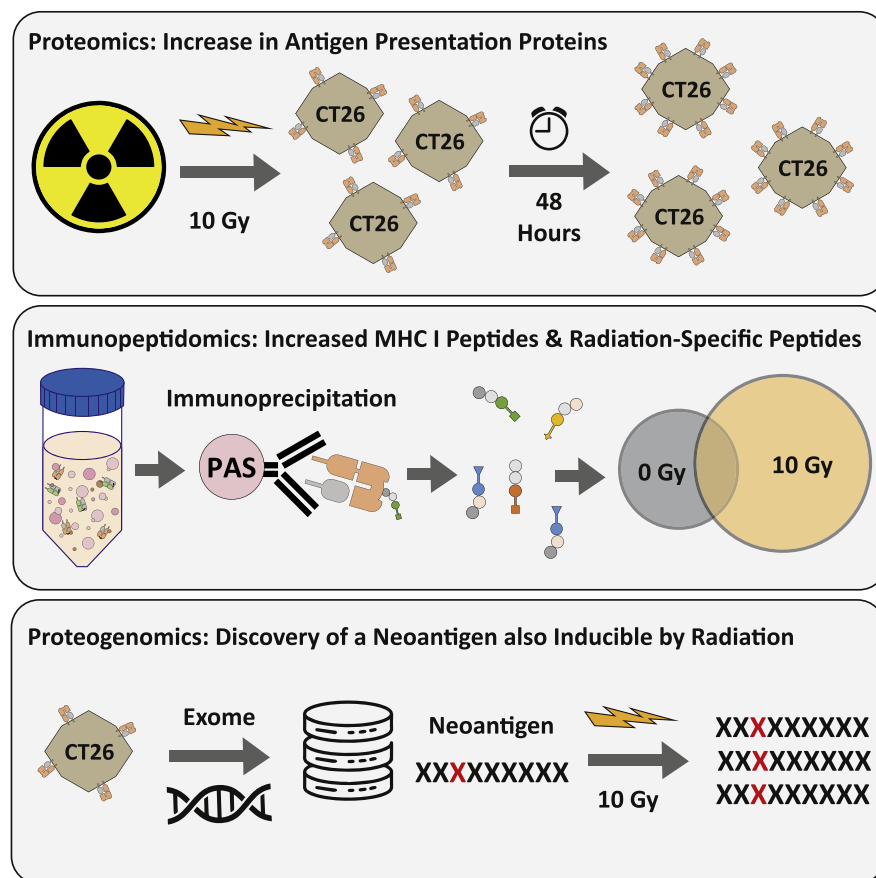 Proteomics: Increase in Antigen Presentation Proteins
CT26
CT26
CT26
10 Gy
48
Hours
CT26
CT26
CT26
Immunopeptidomics: Increased MHC I Peptides & Radiation-Specific Peptides
Immunoprecipitation
PAS
0 Gy
10 Gy
Proteogenomics: Discovery of a Neoantigen also Inducible by Radiation
CT26
Exome
Neoantigen
XXXXXXXXX
10 Gy
XXXXXXXXX
XXXXXXXXX
XXXXXXXXX